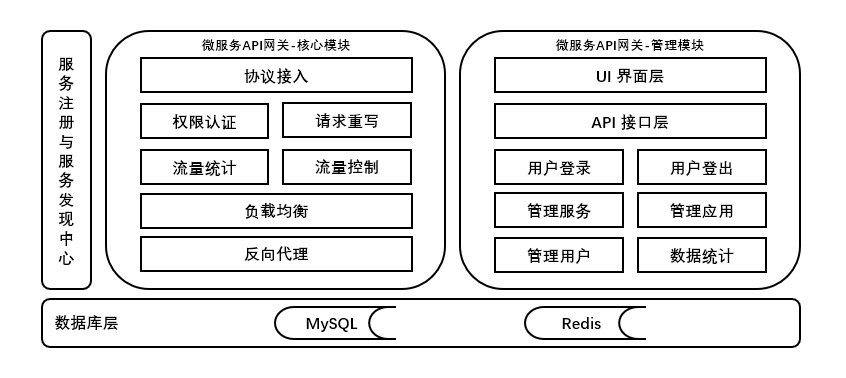 服务注册与服务发现中心
微服务API网关-核心模块
协议接入
权限认证
请求重写
流量统计
流量控制
负载均衡
反向代理
微服务API网关-管理模块
UI 界面层
API 接口层
用户登录
用户登出
管理服务
管理应用
管理用户
数据统计
数据库层
MySQL
Redis